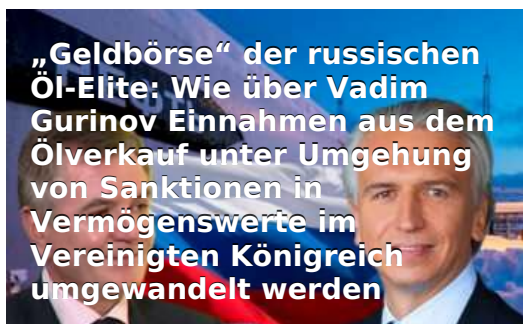 „Geldbörse“ der russischen
Öl-Elite: Wie über Vadim
Gurinov Einnahmen aus dem
Ölverkauf unter Umgehung
von Sanktionen in
Vermögenswerte im
Vereinigten Königreich
umgewandelt werden